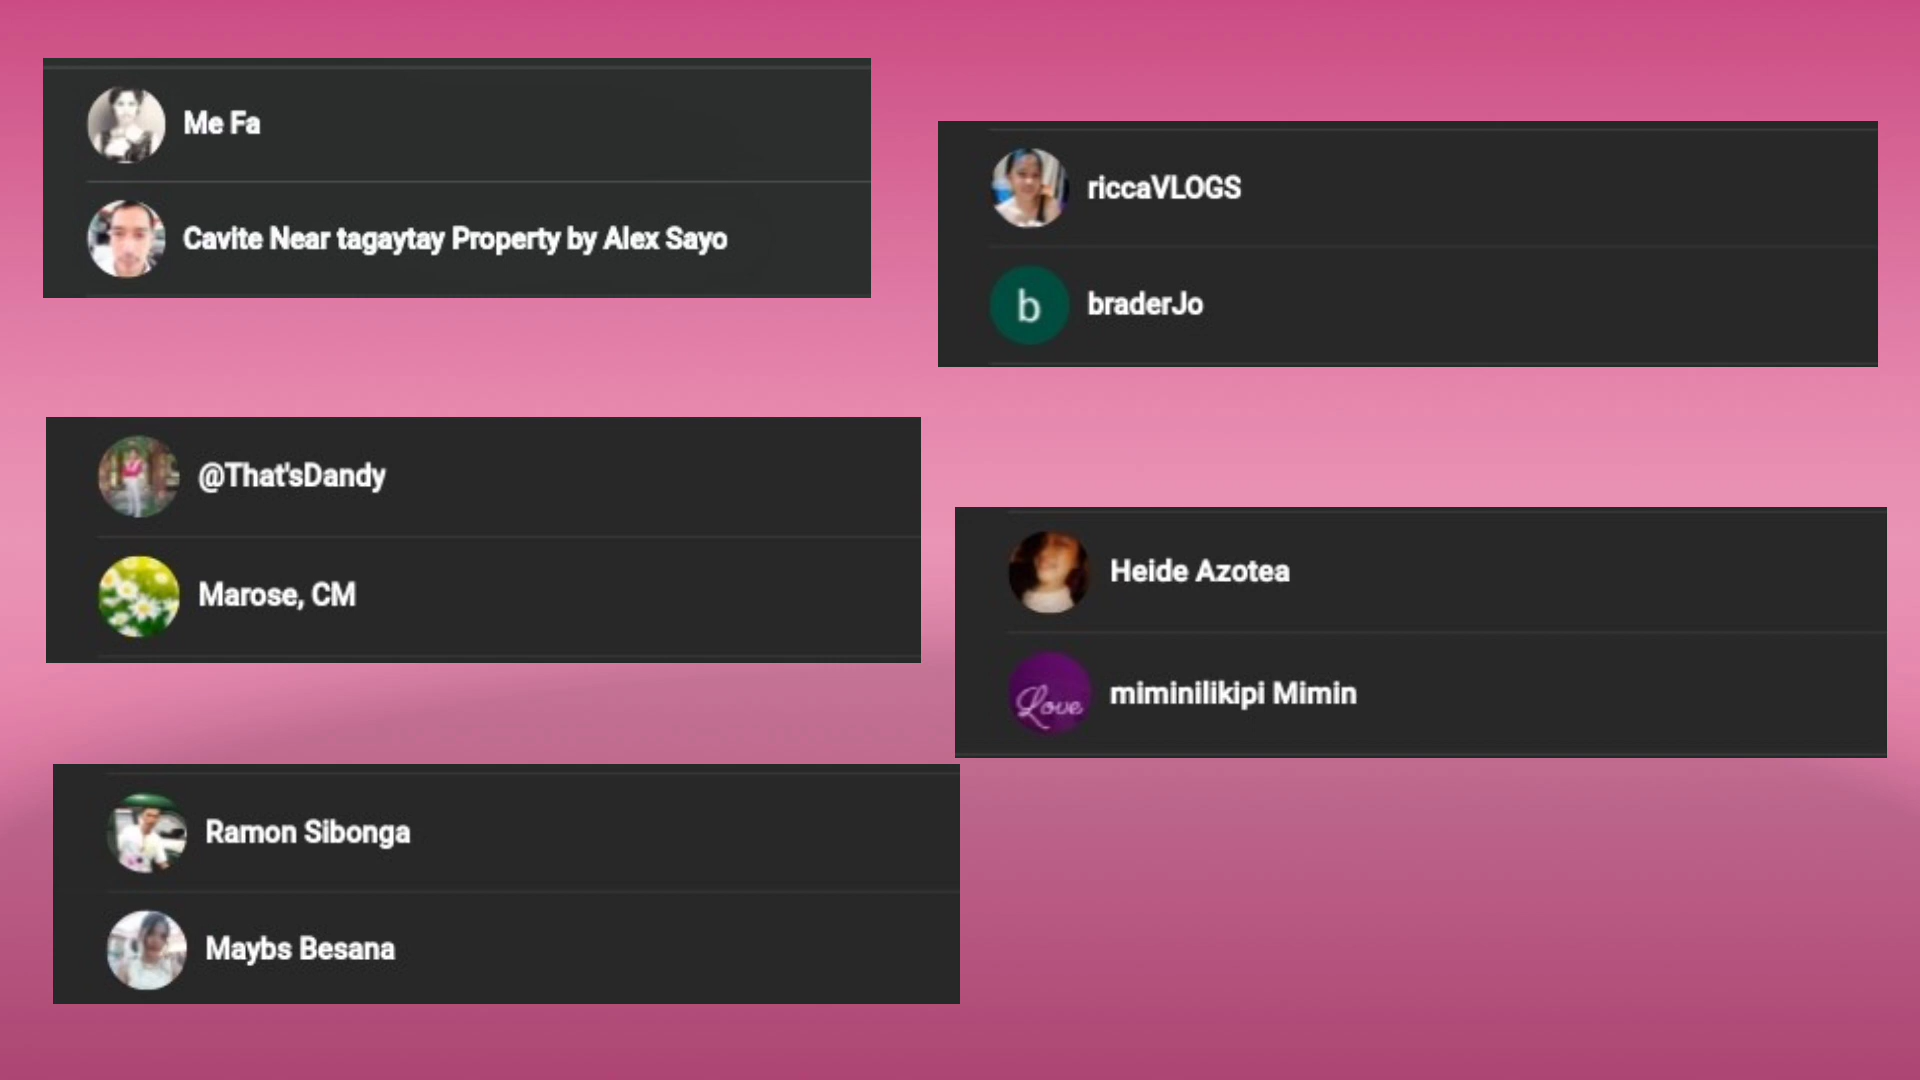 Me Fa
Cavite Near tagaytay Property by Alex Sayo
riccaVLOGS
b
braderJo
@That'sDandy
Marose, CM
Heide Azotea
Love
miminilikipi Mimin
Ramon Sibonga
Maybs Besana